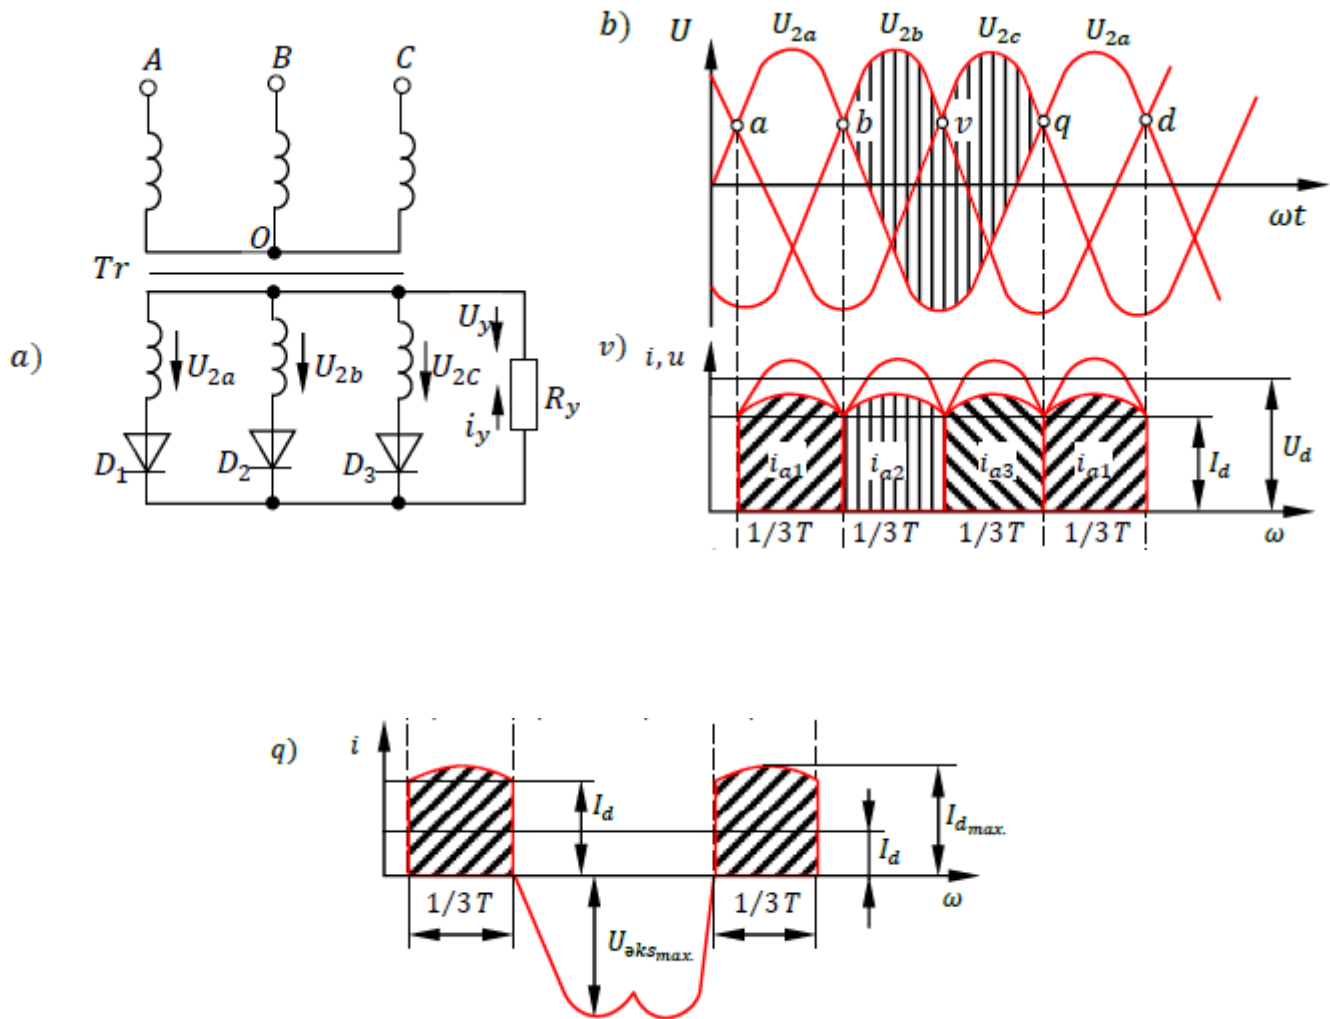 A B C
O
Tr
a)
U2a U2b U2c
Uy
iy
Ry
D1 D2 D3
b) U U2a U2b U2c U2a
a b v q d
ωt
v) i, u
ia1 ia2 ia3 ia1
Id
Ud
1/3T 1/3T 1/3T 1/3T
ω
q) i
Id
Idmax.
Id
1/3T 1/3T
ω
Uəksmax.